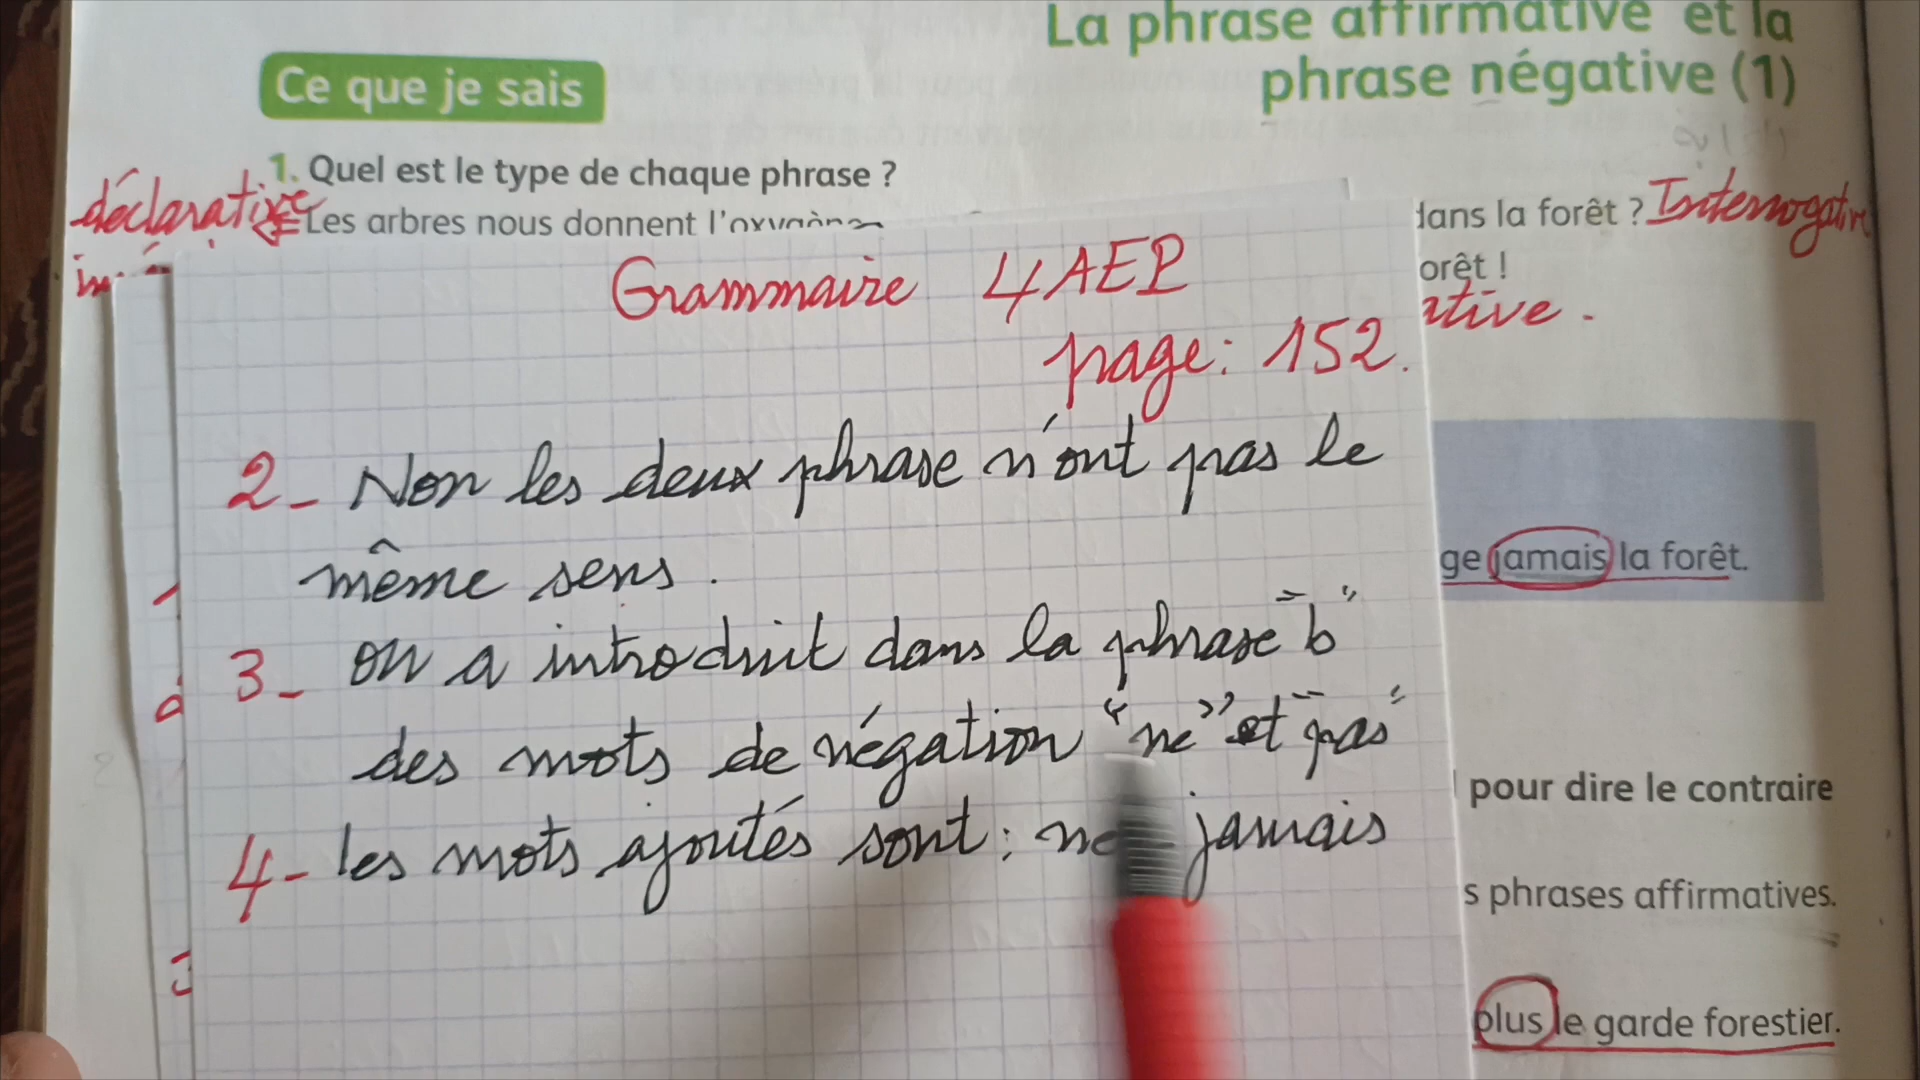 La phrase affirmative et la
phrase négative (1)
Ce que je sais
1. Quel est le type de chaque phrase ?
déclarative
Les arbres nous donnent l'oxygène
dans la forêt ? Interrogative
orêt !
ative.
Grammaire 4AEP
page: 152.
2- Non les deux phrase n'ont pas le
même sens.
3- on a introduit dans la phrase "b"
des mots de négation "ne" et "pas"
4- les mots ajoutés sont: ne jamais
ge jamais la forêt.
pour dire le contraire
s phrases affirmatives.
plus le garde forestier.